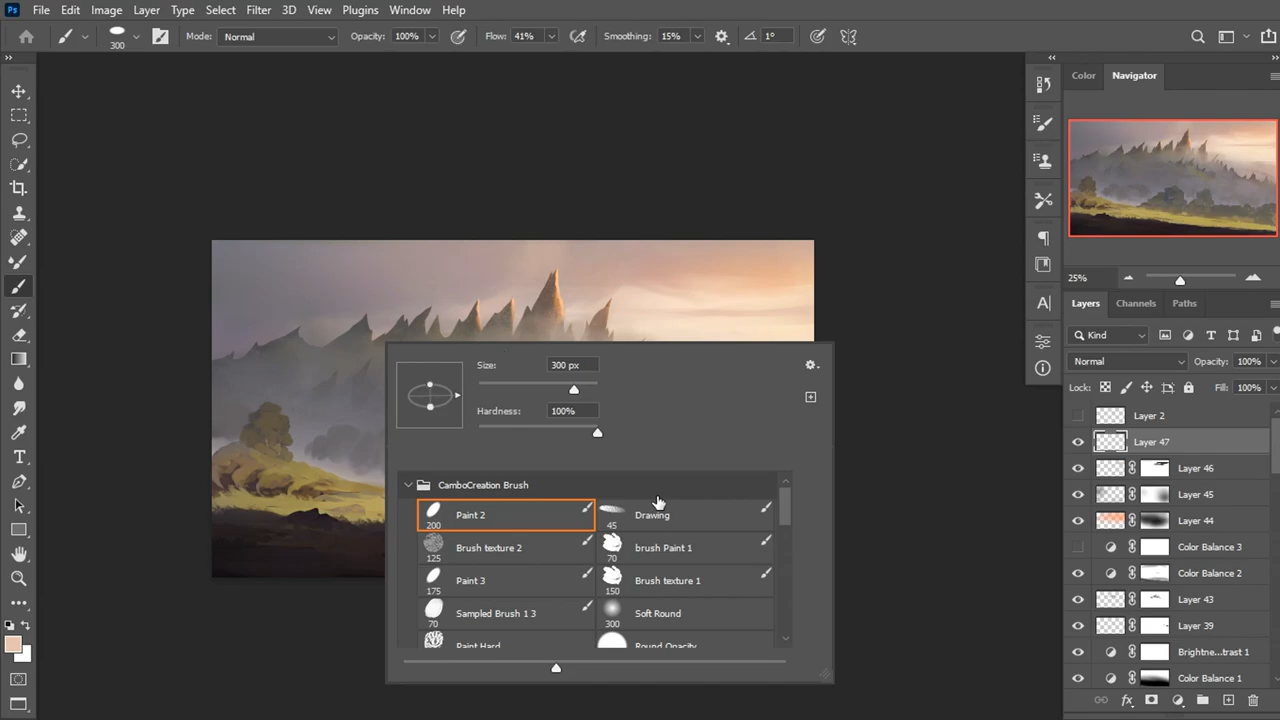 Ps File Edit Image Layer Type Select Filter 3D View Plugins Window Help
300 Mode: Normal Opacity: 100% Flow: 41% Smoothing: 15% 1°
Color Navigator
25%
Layers Channels Paths
Kind
Normal Opacity: 100%
Lock: Fill: 100%
Layer 2
Layer 47
Layer 46
Layer 45
Layer 44
Color Balance 3
Color Balance 2
Layer 43
Layer 39
Brightne...trast 1
Color Balance 1
Size: 300 px
Hardness: 100%
CamboCreation Brush
Paint 2 200
Drawing 45
Brush texture 2 125
brush Paint 1 70
Paint 3 175
Brush texture 1 150
Sampled Brush 1 3 70
Soft Round 300
Paint Hard
Round Opacity